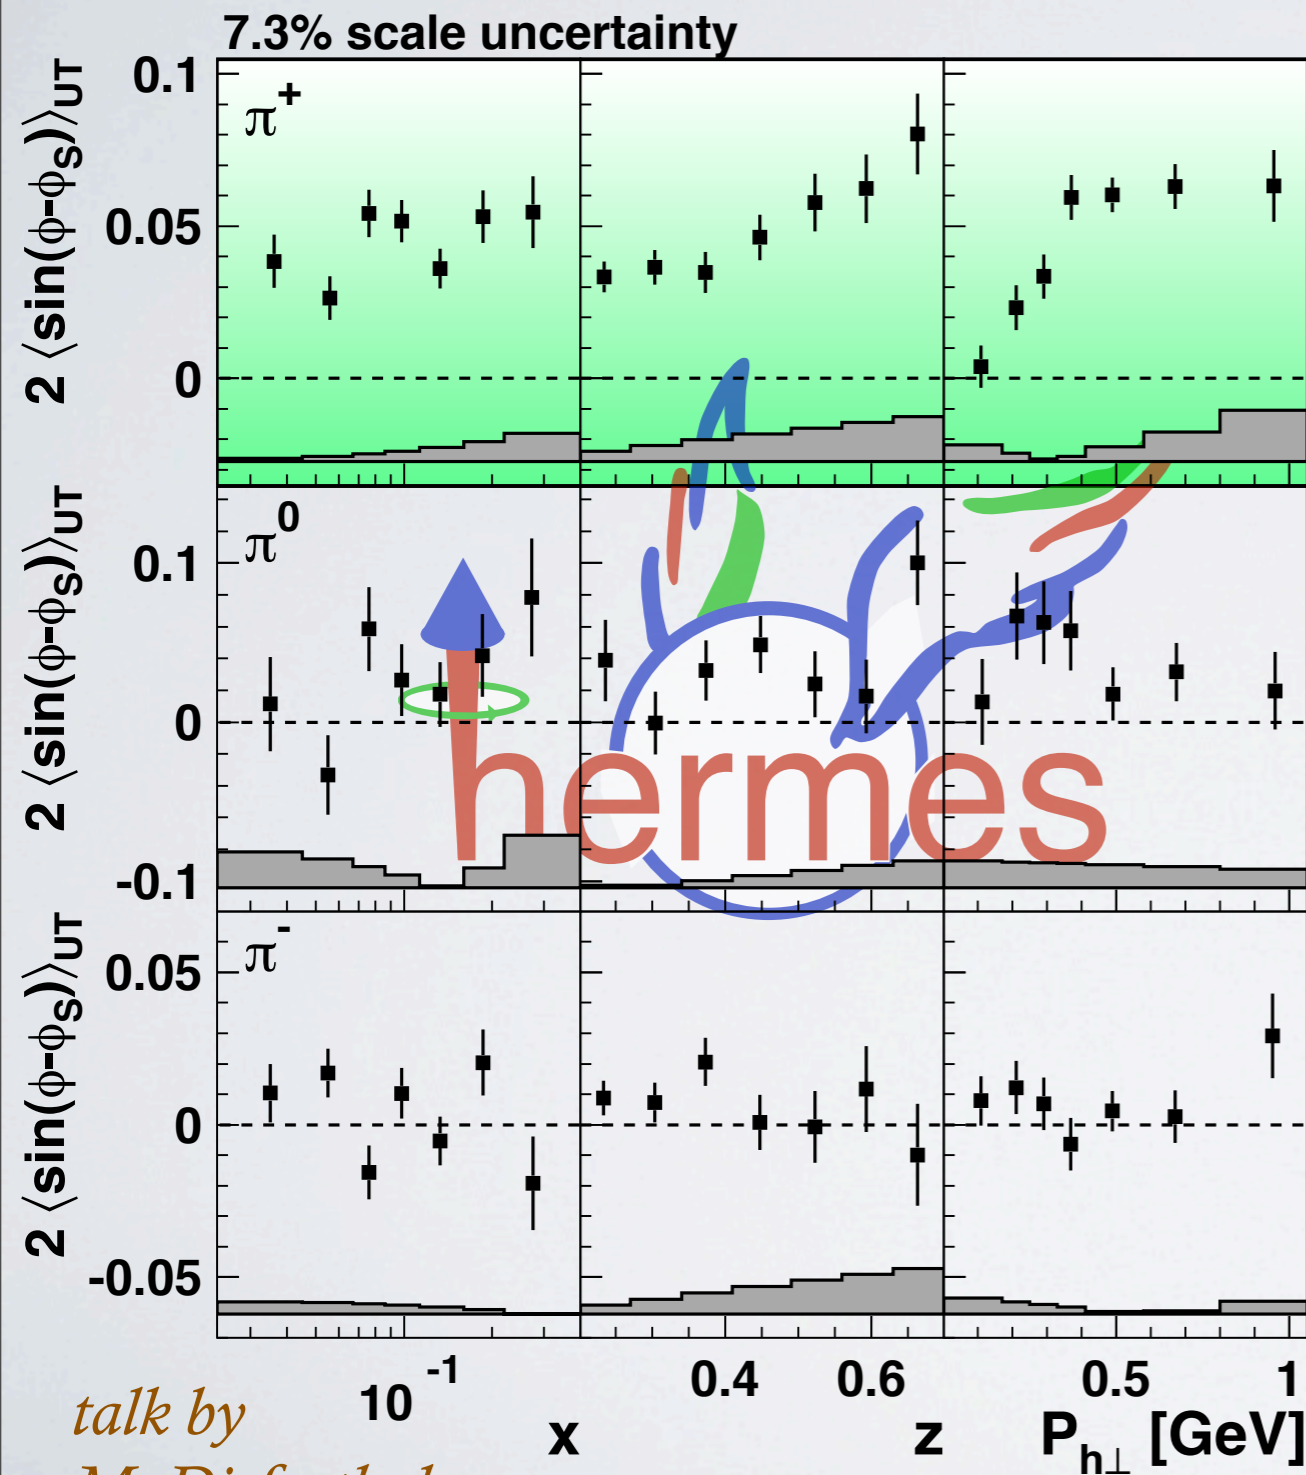 7.3% scale uncertainty
2 ⟨sin(ϕ-ϕS)⟩UT
0.1
0.05
0
π+
2 ⟨sin(ϕ-ϕS)⟩UT
0.1
0
-0.1
π0
hermes
2 ⟨sin(ϕ-ϕS)⟩UT
0.05
0
-0.05
π-
10-1
0.4 0.6
0.5 1
x
z
Ph⊥ [GeV]
talk by